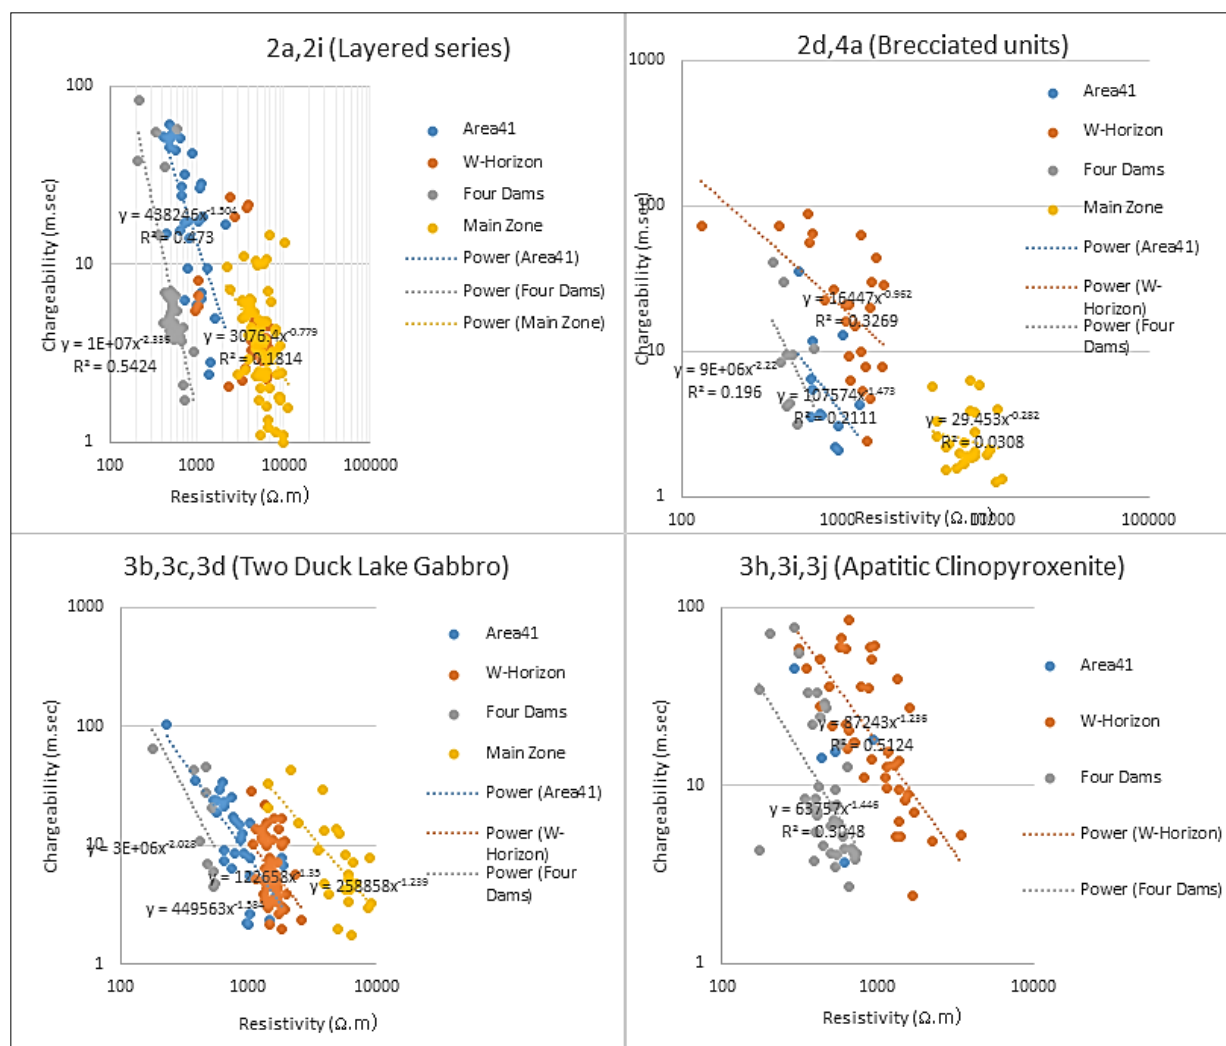 2a,2i (Layered series)
100
10
1
Chargeability (m.sec)
y = 438246x^-1.504
R² = 0.473
y = 1E+07x^-2.335
R² = 0.5424
y = 3076.4x^-0.779
R² = 0.1814
100 1000 10000 100000
Resistivity (Ω.m)
Area41
W-Horizon
Four Dams
Main Zone
Power (Area41)
Power (Four Dams)
Power (Main Zone)
2d,4a (Brecciated units)
1000
100
10
1
Chargeability (m.sec)
y = 16447x^-0.952
R² = 0.3269
y = 9E+06x^-2.22
R² = 0.196
y = 107574x^-1.473
R² = 0.2111
y = 29.453x^-0.282
R² = 0.0308
100 1000 10000 100000
Resistivity (Ω.m)
Area41
W-Horizon
Four Dams
Main Zone
Power (Area41)
Power (W-
Horizon)
Power (Four
Dams)
3b,3c,3d (Two Duck Lake Gabbro)
1000
100
10
1
Chargeability (m.sec)
y = 3E+06x^-2.023
y = 122658x^-1.35
y = 258858x^-1.239
y = 449563x^-1.584
100 1000 10000
Resistivity (Ω.m)
Area41
W-Horizon
Four Dams
Main Zone
Power (Area41)
Power (W-
Horizon)
Power (Four
Dams)
3h,3i,3j (Apatitic Clinopyroxenite)
100
10
1
Chargeability (m.sec)
y = 87243x^-1.236
R² = 0.5124
y = 63757x^-1.446
R² = 0.3048
100 1000 10000
Resistivity (Ω.m)
Area41
W-Horizon
Four Dams
Power (W-Horizon)
Power (Four Dams)